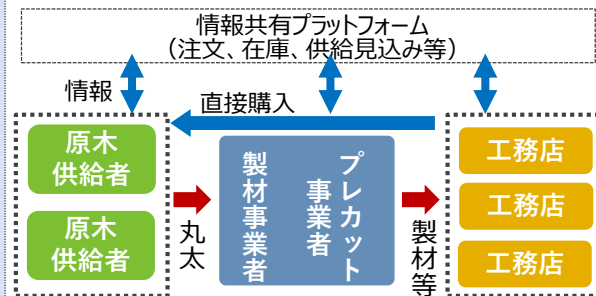 情報共有プラットフォーム
（注文、在庫、供給見込み等）
情報
直接購入
原木
供給者
原木
供給者
丸太
製材事業者
プレカット
事業者
製材等
工務店
工務店
工務店